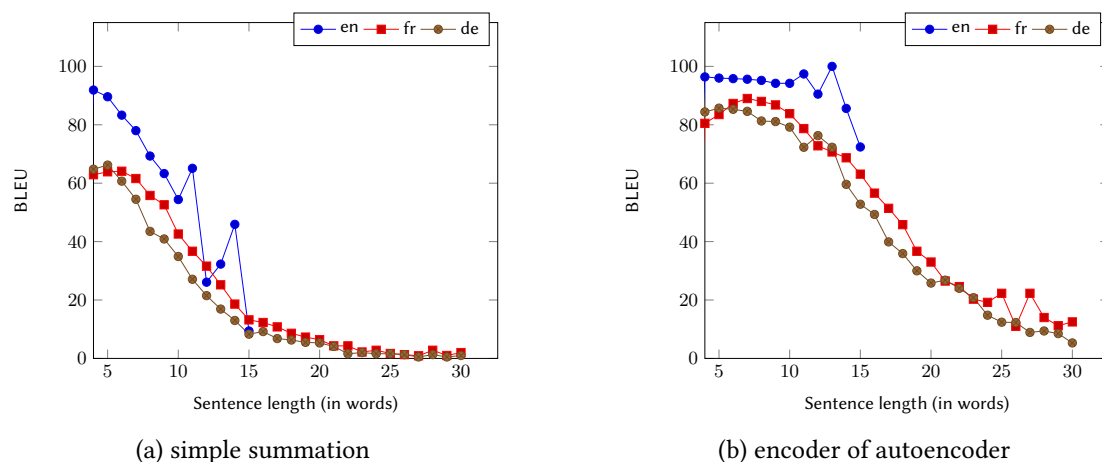 en fr de
100
80
60
40
20
0
BLEU
5 10 15 20 25 30
Sentence length (in words)
(a) simple summation
en fr de
100
80
60
40
20
0
BLEU
5 10 15 20 25 30
Sentence length (in words)
(b) encoder of autoencoder